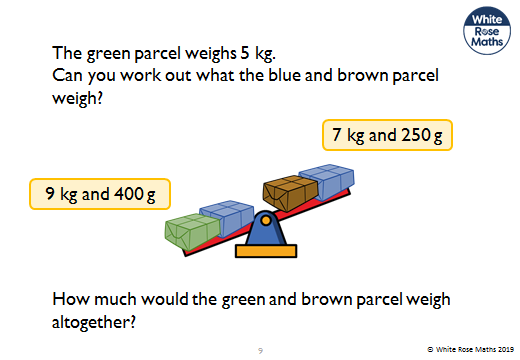 White
Rose
Maths
The green parcel weighs 5 kg.
Can you work out what the blue and brown parcel
weigh?
7 kg and 250 g
9 kg and 400 g
How much would the green and brown parcel weigh
altogether?
9
© White Rose Maths 2019